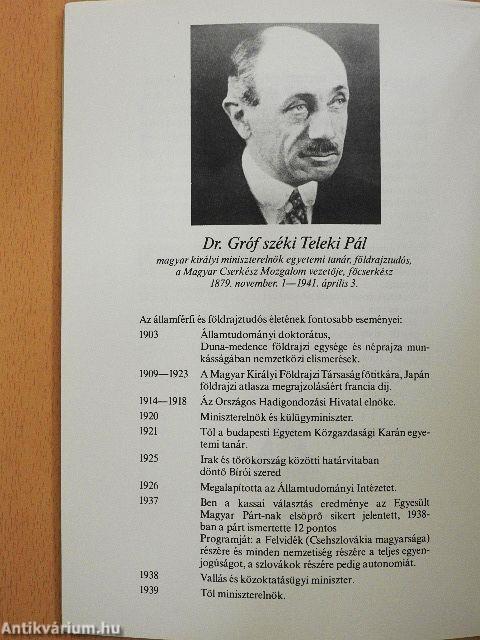 Dr. Gróf széki Teleki Pál
magyar királyi miniszterelnök egyetemi tanár, földrajztudós,
a Magyar Cserkész Mozgalom vezetője, főcserkész
1879. november. 1—1941. április 3.
Az államférfi és földrajztudós életének fontosabb eseményei:
1903 Államtudományi doktorátus,
Duna-medence földrajzi egysége és néprajza mun-
kásságában nemzetközi elismerések.
1909—1923 A Magyar Királyi Földrajzi Társaság főtitkára, Japán
földrajzi atlasza megrajzolásáért francia díj.
1914—1918 Áz Országos Hadigondozási Hivatal elnöke.
1920 Miniszterelnök és külügyminiszter.
1921 Től a budapesti Egyetem Közgazdasági Karán egye-
temi tanár.
1925 Irak és törökország közötti határvitaban
döntő Bírói szered
1926 Megalapította az Államtudományi Intézetet.
1937 Ben a kassai választás eredménye az Egyesült
Magyar Párt-nak elsöprő sikert jelentett, 1938-
ban a párt ismertette 12 pontos
Programját: a Felvidék (Csehszlovákia magyarsága)
részére és minden nemzetiség részére a teljes egyen-
jogúságot, a szlovákok részére pedig autonomiát.
1938 Vallás és közoktatásügyi miniszter.
1939 Től miniszterelnök.
Antikvárium.hu